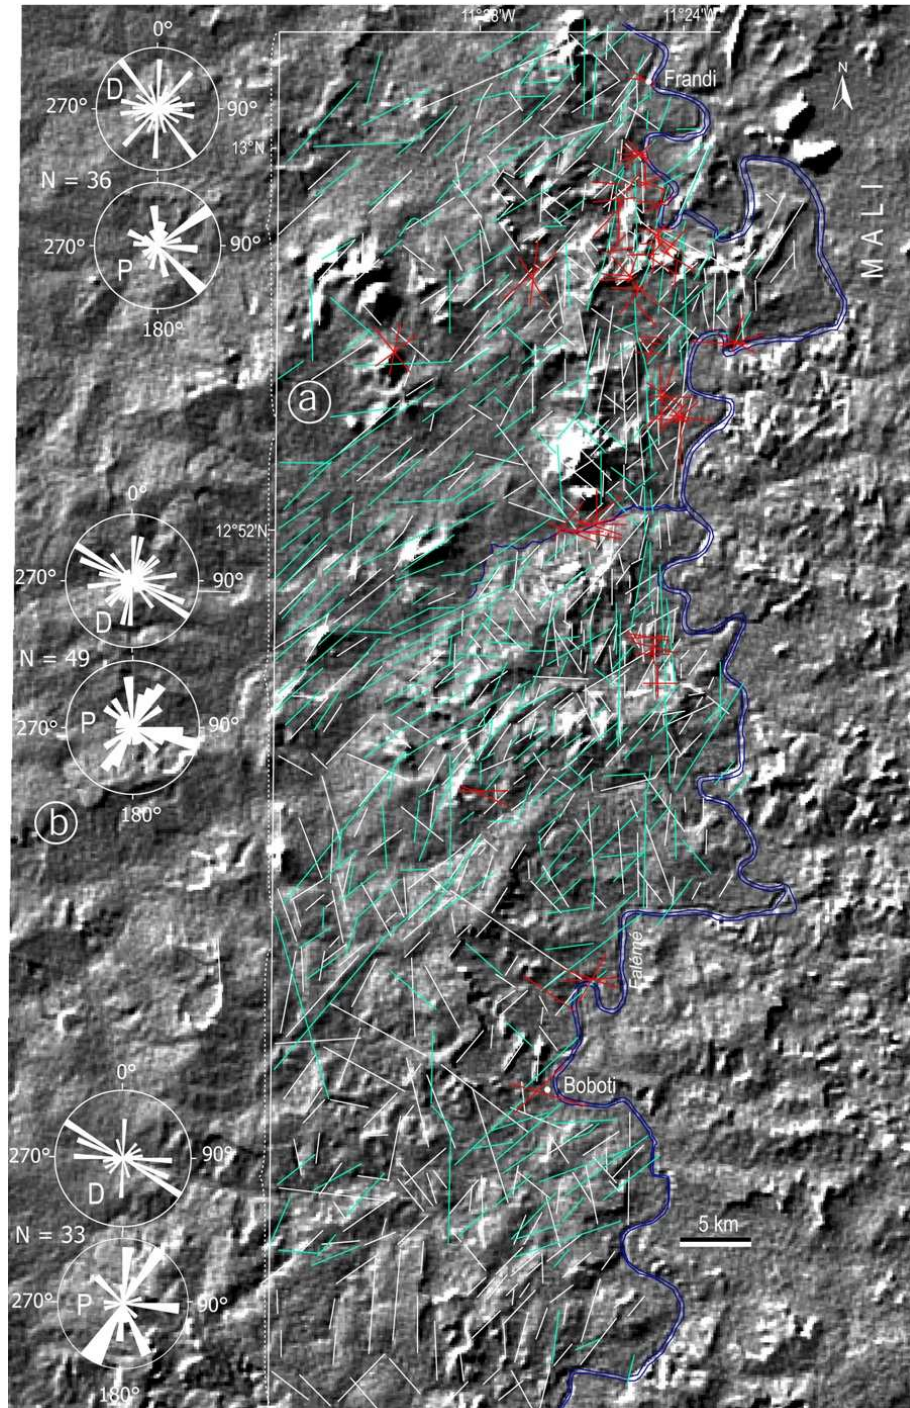 11°28'W
11°24'W
0°
D
270°
90°
N = 36
270°
P
90°
180°
13°N
Frandi
N
MALI
a
12°52'N
0°
270°
90°
D
N = 49
P
270°
90°
180°
b
Falémé
Boboti
0°
270°
90°
D
N = 33
270°
P
90°
180°
5 km